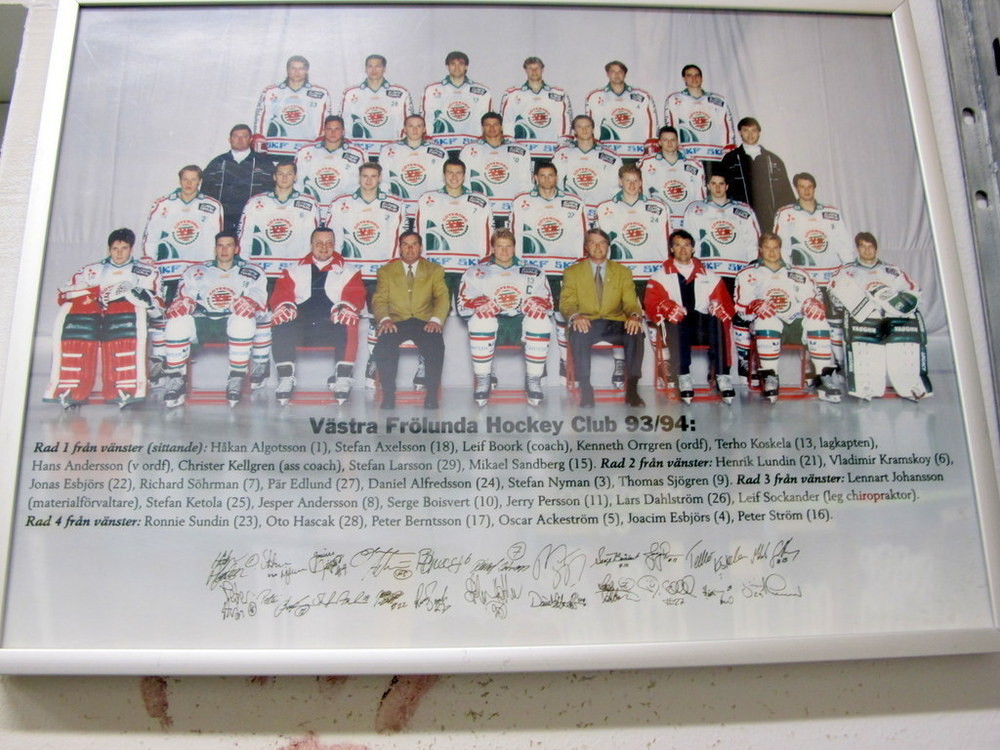 Västra Frölunda Hockey Club 93/94:
Rad 1 från vänster (sittande): Håkan Algotsson (1), Stefan Axelsson (18), Leif Boork (coach), Kenneth Orrgren (ordf), Terho Koskela (13, lagkapten),
Hans Andersson (v ordf), Christer Kellgren (ass coach), Stefan Larsson (29), Mikael Sandberg (15). Rad 2 från vänster: Henrik Lundin (21), Vladimir Kramskoy (6),
Jonas Esbjörs (22), Richard Söhrman (7), Pär Edlund (27), Daniel Alfredsson (24), Stefan Nyman (3), Thomas Sjögren (9). Rad 3 från vänster: Lennart Johansson
(materialförvaltare), Stefan Ketola (25), Jesper Andersson (8), Serge Boisvert (10), Jerry Persson (11), Lars Dahlström (26), Leif Sockander (leg chiropraktor).
Rad 4 från vänster: Ronnie Sundin (23), Oto Hascak (28), Peter Berntsson (17), Oscar Ackeström (5), Joacim Esbjörs (4), Peter Ström (16).